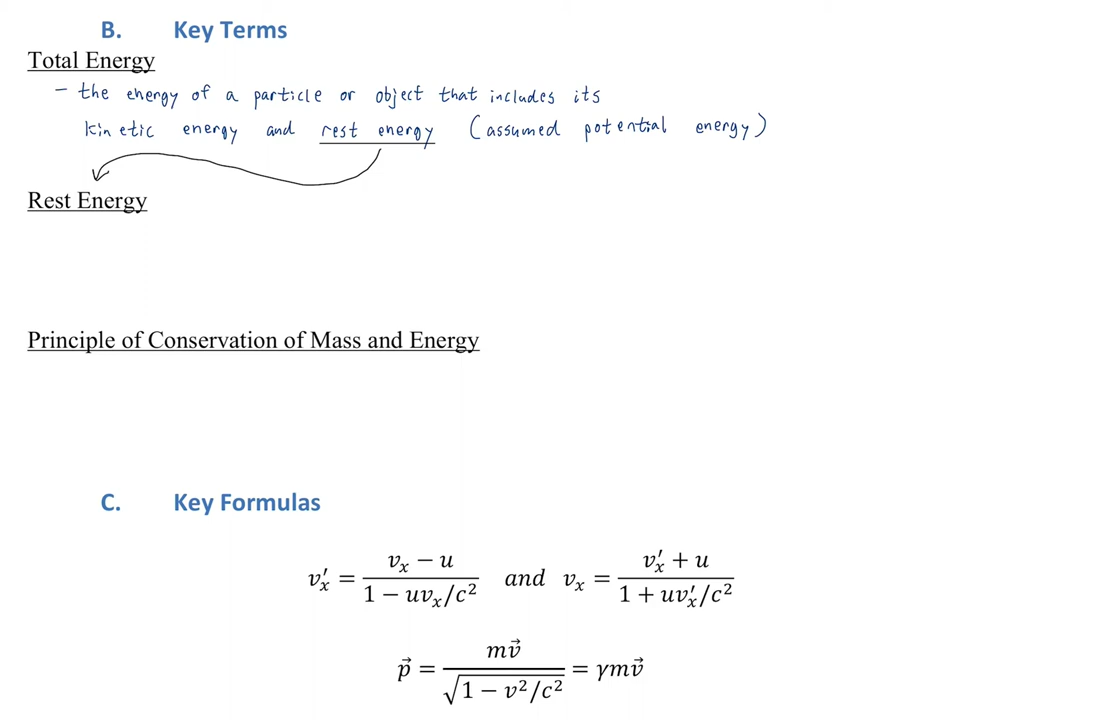 B. Key Terms
Total Energy
- the energy of a particle or object that includes its
kinetic energy and rest energy (assumed potential energy)
Rest Energy
Principle of Conservation of Mass and Energy
C. Key Formulas
v′ₓ = (vₓ − u)/(1 − uvₓ/c²) and vₓ = (v′ₓ + u)/(1 + uv′ₓ/c²)
p⃗ = mv⃗/√(1 − v²/c²) = γmv⃗